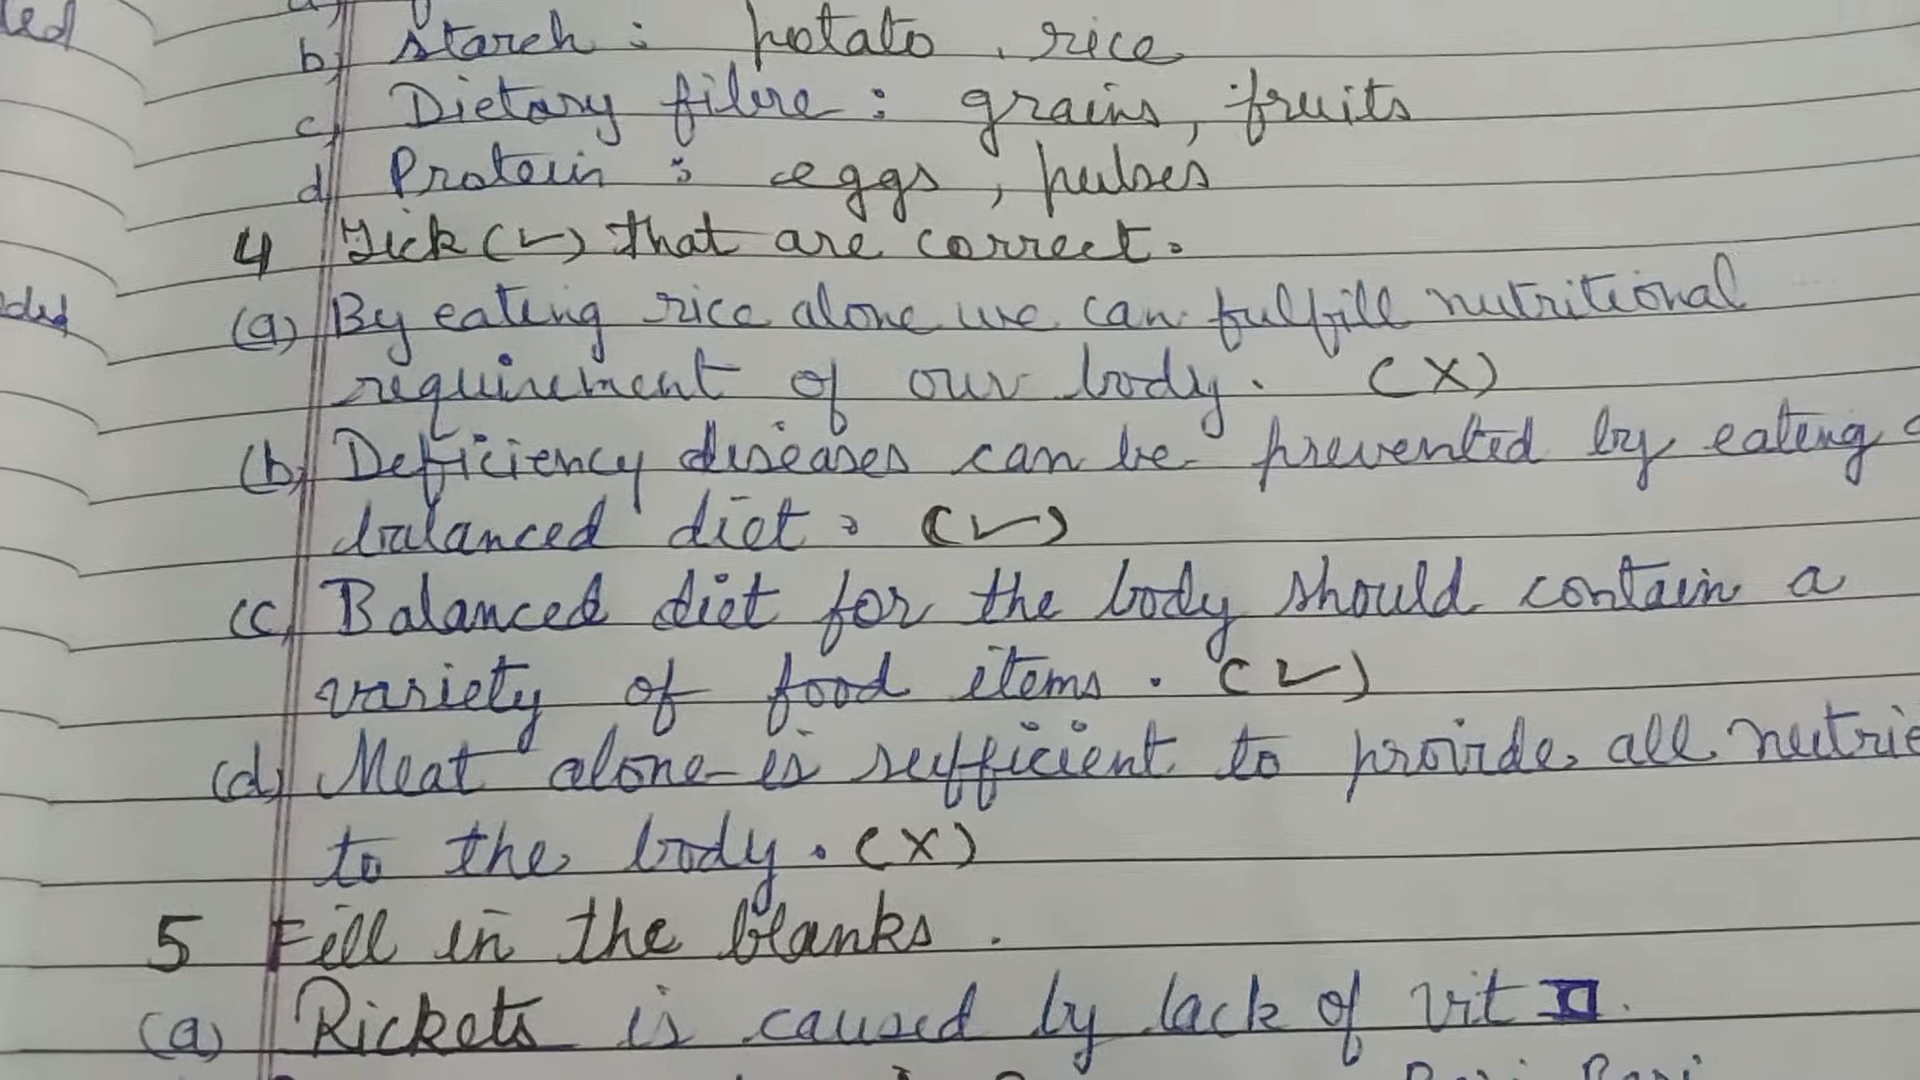 b) Starch : potato, rice
c) Dietary fibre : grains, fruits
d) Protein : eggs, pulses
4 Tick (✓) that are correct.
(a) By eating rice alone we can fulfill nutritional
requirement of our body. (X)
(b) Deficiency diseases can be prevented by eating a
balanced diet. (✓)
(c) Balanced diet for the body should contain a
variety of food items. (✓)
(d) Meat alone is sufficient to provide all nutrie
to the body. (X)
5 Fill in the blanks.
(a) Rickets is caused by lack of vit D.